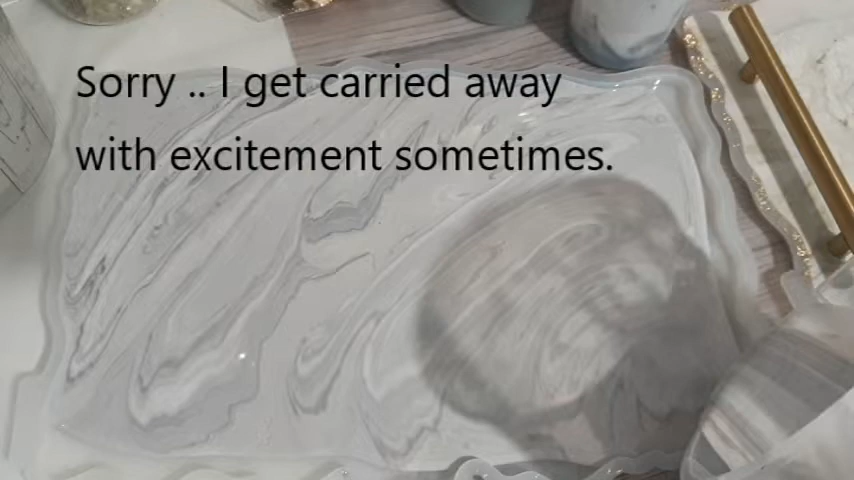 Sorry .. I get carried away
with excitement sometimes.